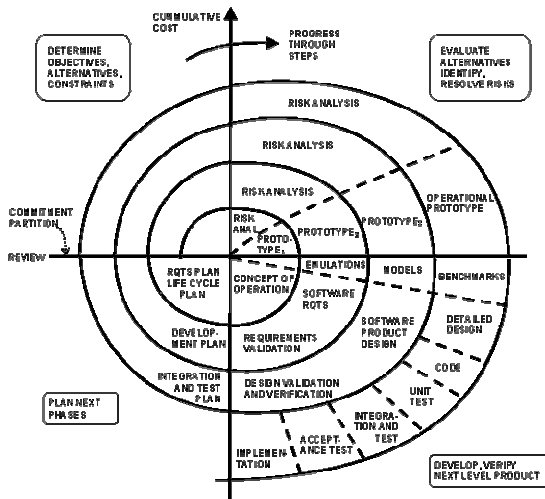 CUMMULATIVE
COST
PROGRESS
THROUGH
STEPS
DETERMINE
OBJECTIVES,
ALTERNATIVES,
CONSTRAINTS
EVALUATE
ALTERNATIVES
IDENTIFY,
RESOLVE RISKS
RISK ANALYSIS
RISK ANALYSIS
RISK ANALYSIS
RISK
ANAL.
PROTO-
TYPE₁
PROTOTYPE₂
PROTOTYPE₃
OPERATIONAL
PROTOTYPE
COMMITMENT
PARTITION
REVIEW
EMULATIONS
MODELS
BENCHMARKS
RQTS PLAN
LIFE CYCLE
PLAN
CONCEPT OF
OPERATION
SOFTWARE
RQTS
SOFTWARE
PRODUCT
DESIGN
DETAILED
DESIGN
DEVELOP-
MENT PLAN
REQUIREMENTS
VALIDATION
CODE
INTEGRATION
AND TEST
PLAN
DESIGN VALIDATION
AND VERIFICATION
UNIT
TEST
INTEGRA-
TION AND
TEST
ACCEPT-
ANCE TEST
IMPLEMEN-
TATION
PLAN NEXT
PHASES
DEVELOP, VERIFY
NEXT LEVEL PRODUCT